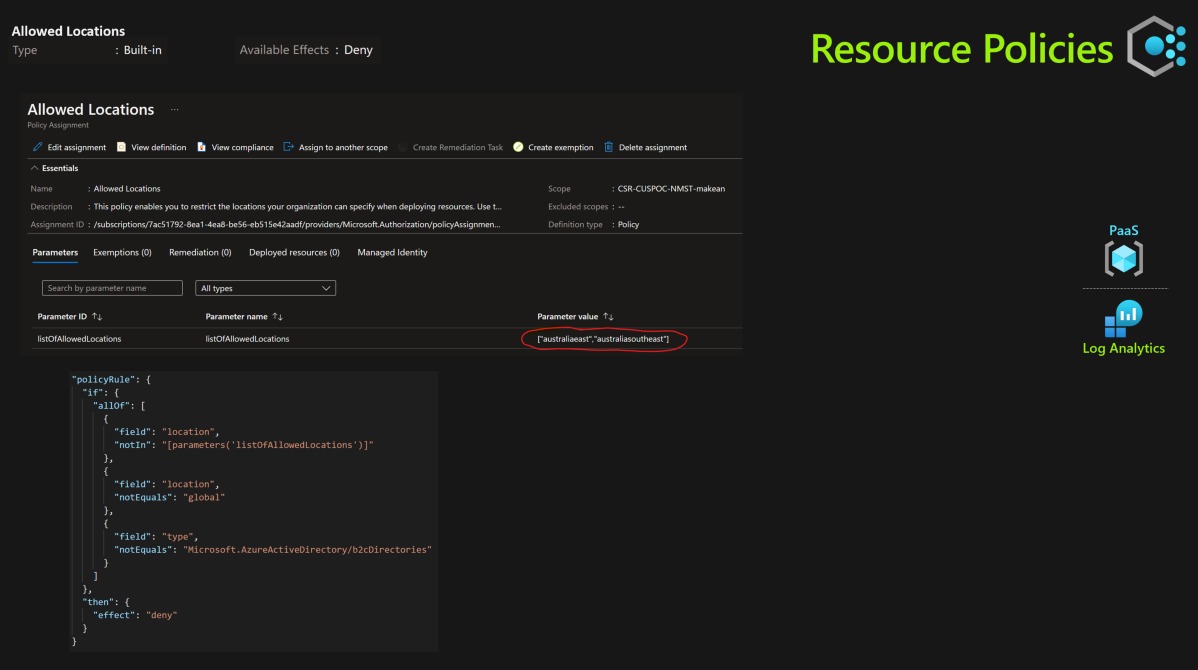 Allowed Locations
Type : Built-in Available Effects : Deny
Resource Policies
Allowed Locations ...
Policy Assignment
Edit assignment View definition View compliance Assign to another scope Create Remediation Task Create exemption Delete assignment
Essentials
Name : Allowed Locations Scope : CSR-CUSPOC-NMST-makean
Description : This policy enables you to restrict the locations your organization can specify when deploying resources. Use t... Excluded scopes : --
Assignment ID : /subscriptions/7ac51792-8ea1-4ea8-be56-eb515e42aadf/providers/Microsoft.Authorization/policyAssignmen... Definition type : Policy
Parameters Exemptions (0) Remediation (0) Deployed resources (0) Managed Identity
Search by parameter name All types
Parameter ID ↑↓ Parameter name ↑↓ Parameter value ↑↓
listOfAllowedLocations listOfAllowedLocations ["australiaeast","australiasoutheast"]
PaaS
Log Analytics
"policyRule": {
"if": {
"allOf": [
{
"field": "location",
"notIn": "[parameters('listOfAllowedLocations')]"
},
{
"field": "location",
"notEquals": "global"
},
{
"field": "type",
"notEquals": "Microsoft.AzureActiveDirectory/b2cDirectories"
}
]
},
"then": {
"effect": "deny"
}
}